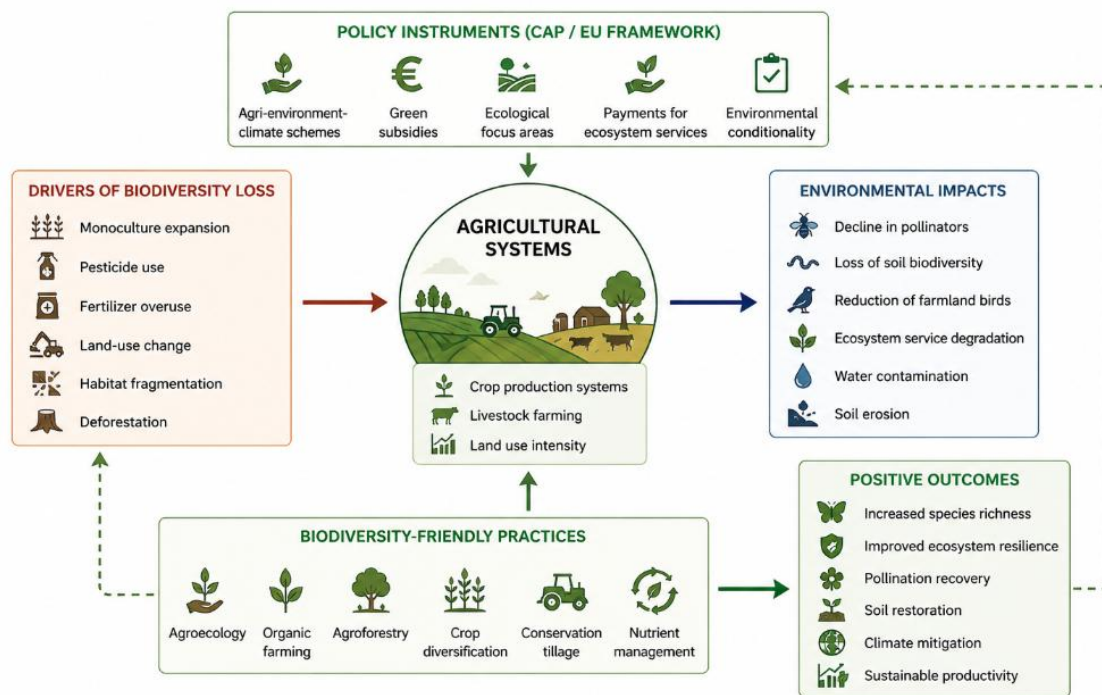 POLICY INSTRUMENTS (CAP / EU FRAMEWORK)
Agri-environment-
climate schemes
Green
subsidies
Ecological
focus areas
Payments for
ecosystem services
Environmental
conditionality
DRIVERS OF BIODIVERSITY LOSS
Monoculture expansion
Pesticide use
Fertilizer overuse
Land-use change
Habitat fragmentation
Deforestation
AGRICULTURAL
SYSTEMS
Crop production systems
Livestock farming
Land use intensity
ENVIRONMENTAL IMPACTS
Decline in pollinators
Loss of soil biodiversity
Reduction of farmland birds
Ecosystem service degradation
Water contamination
Soil erosion
BIODIVERSITY-FRIENDLY PRACTICES
Agroecology
Organic
farming
Agroforestry
Crop
diversification
Conservation
tillage
Nutrient
management
POSITIVE OUTCOMES
Increased species richness
Improved ecosystem resilience
Pollination recovery
Soil restoration
Climate mitigation
Sustainable productivity